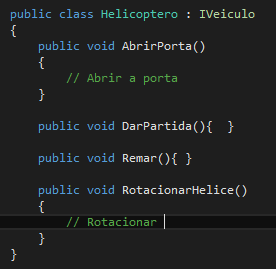 public class Helicoptero : IVeiculo
{
    public void AbrirPorta()
    {
        // Abrir a porta
    }
    public void DarPartida(){  }
    public void Remar(){ }
    public void RotacionarHelice()
    {
        // Rotacionar
    }
}